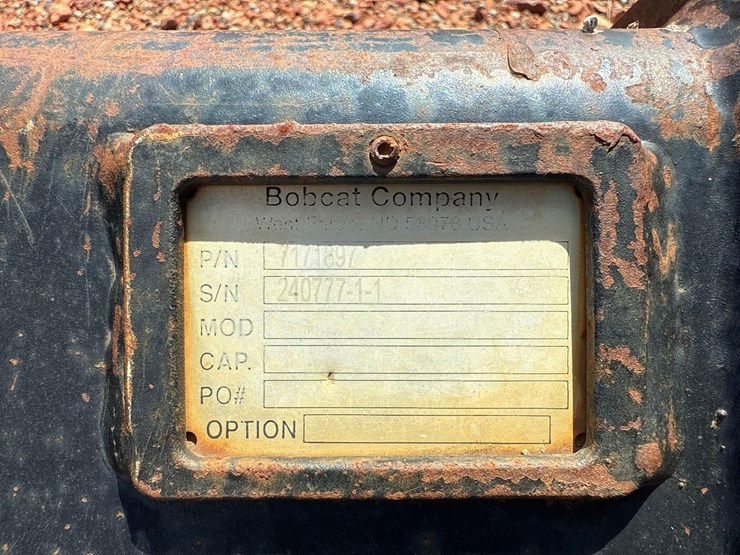 Bobcat Company
West Fargo, ND 58078 USA
P/N 7171897
S/N 240777-1-1
MOD
CAP.
PO#
OPTION